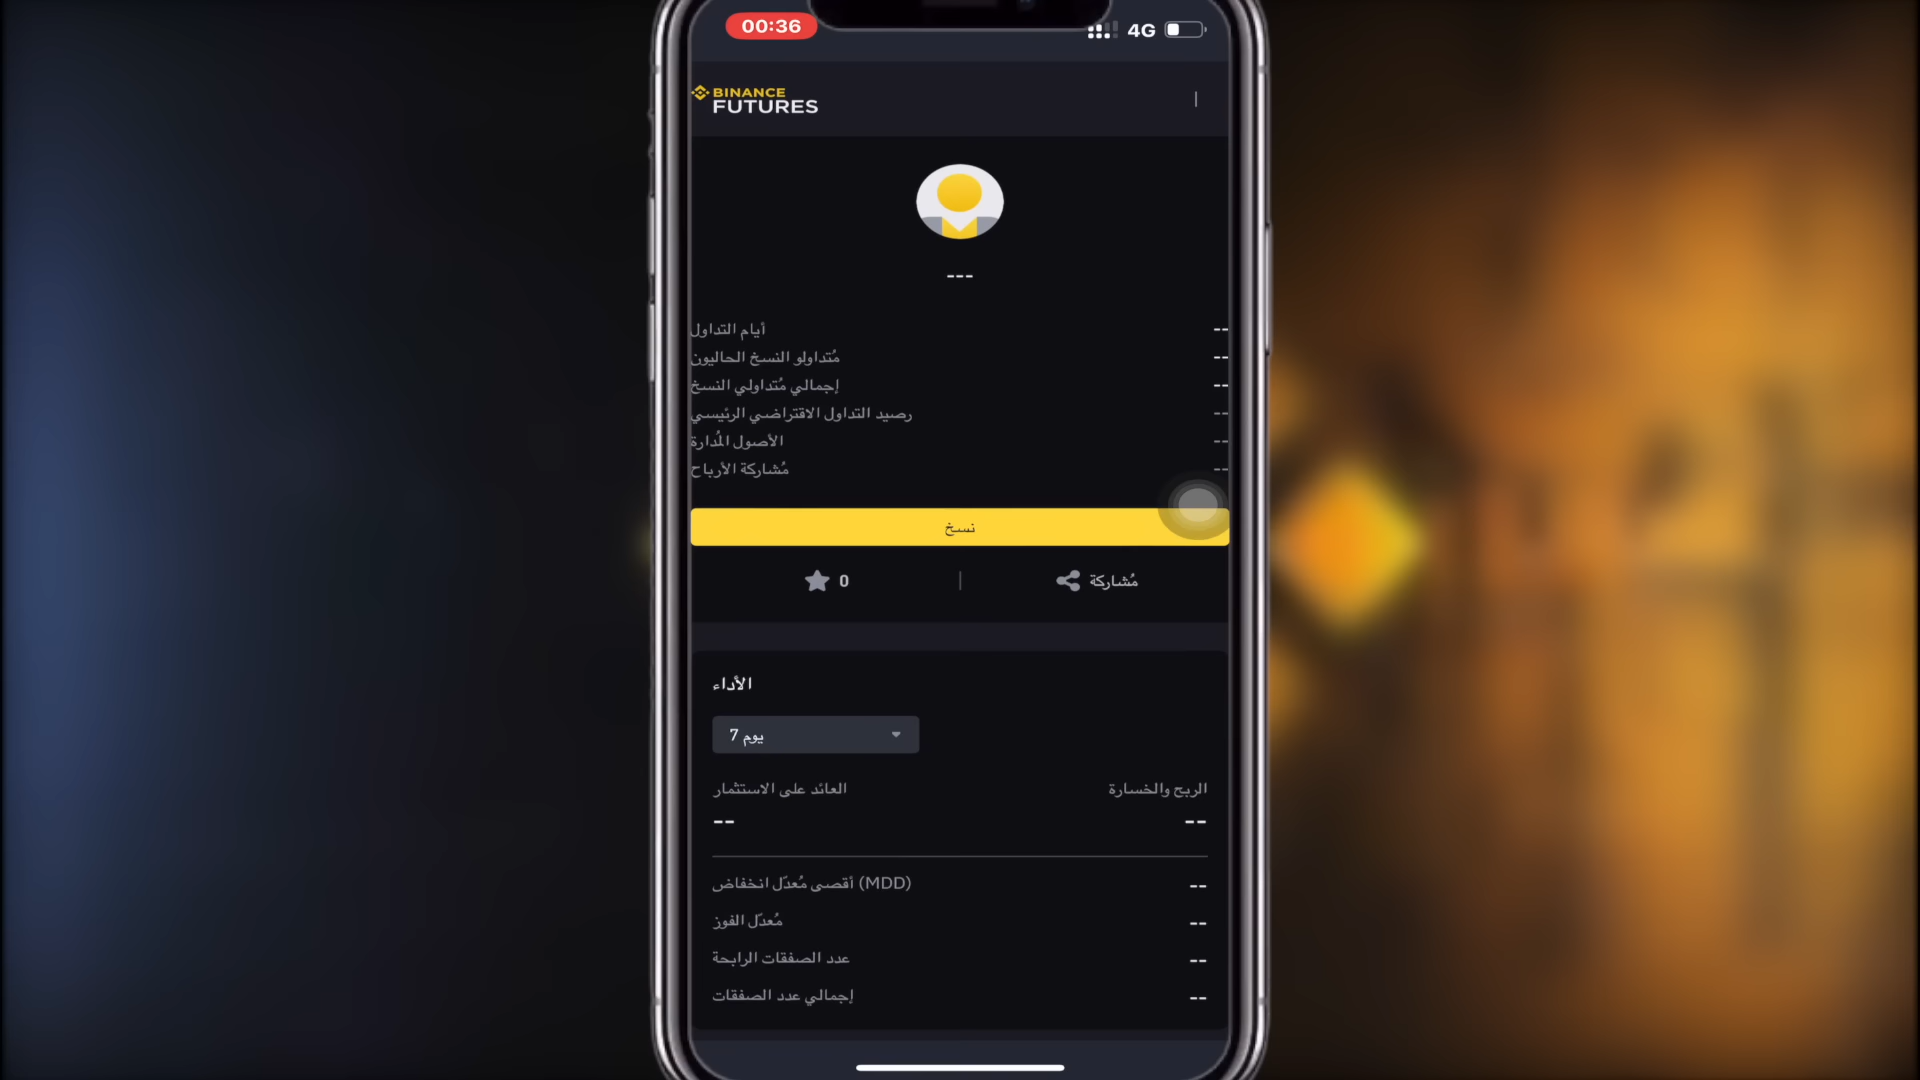 00:36
4G
BINANCE
FUTURES
---
أيام التداول --
مُتداولو النسخ الحاليون --
إجمالي مُتداولي النسخ --
رصيد التداول الاقتراضي الرئيسي --
الأصول المُدارة --
مُشاركة الأرباح --
نسخ
0 | مُشاركة
الأداء
7 يوم
العائد على الاستثمار الربح والخسارة
-- --
أقصى مُعدّل انخفاض (MDD) --
مُعدّل الفوز --
عدد الصفقات الرابحة --
إجمالي عدد الصفقات --